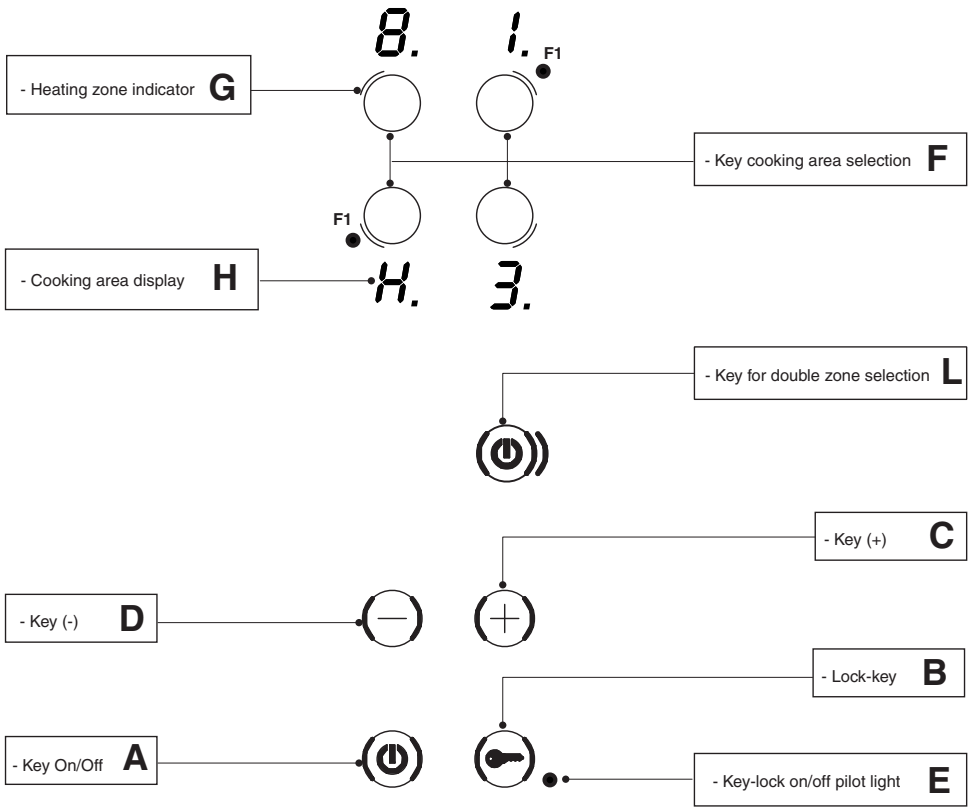 8. 1.
F1
- Heating zone indicator G
- Key cooking area selection F
F1
- Cooking area display H
H. 3.
- Key for double zone selection L
- Key (+) C
- Key (-) D
- Lock-key B
- Key On/Off A
- Key-lock on/off pilot light E